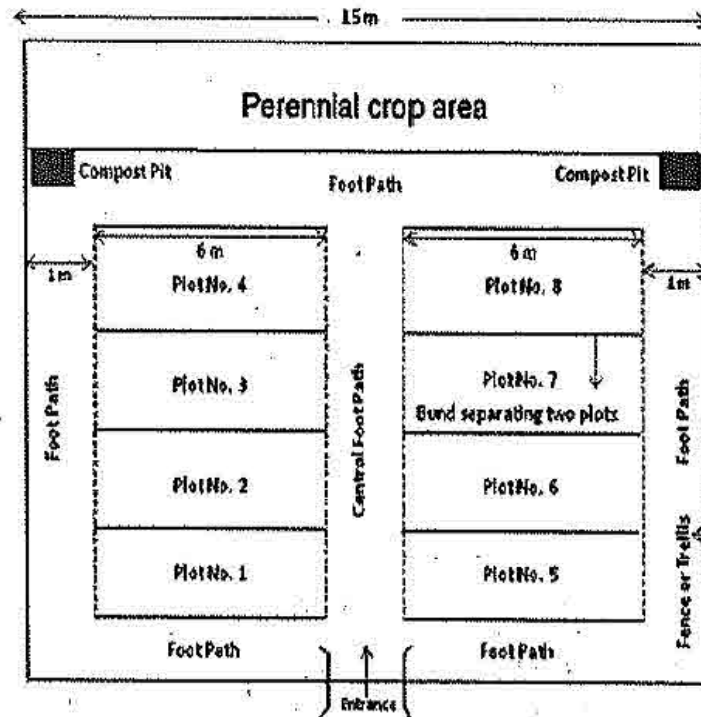 15m
Perennial crop area
Compost Pit
Compost Pit
Foot Path
6 m
6 m
1m
1m
Plot No. 4
Plot No. 8
Foot Path
Plot No. 3
Central Foot Path
Plot No. 7
Bund separating two plots
Foot Path
Plot No. 2
Plot No. 6
Plot No. 1
Plot No. 5
Fence or Trellis
Foot Path
Foot Path
Entrance